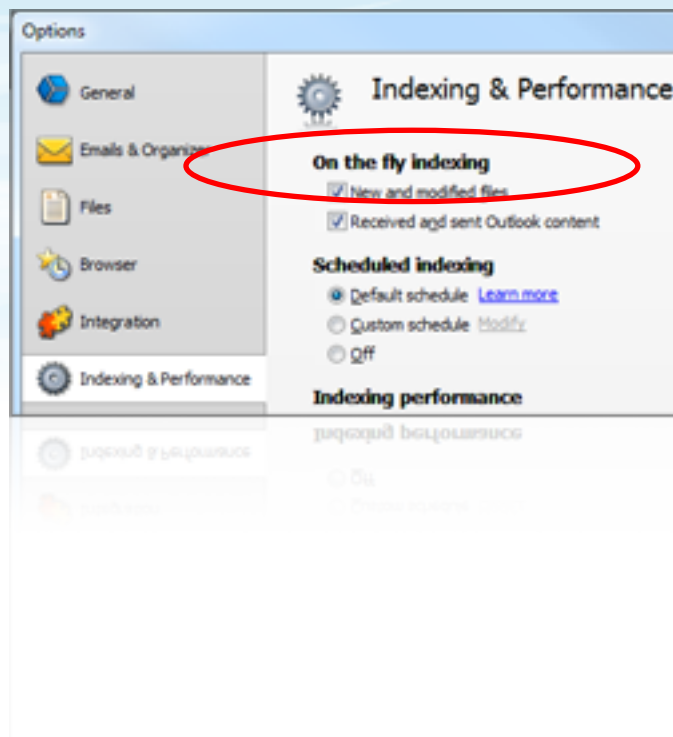 Options
General
Indexing & Performance
Emails & Organizer
On the fly indexing
New and modified files
Files
Received and sent Outlook content
Browser
Scheduled indexing
Default schedule Learn more
Integration
Custom schedule Modify
Off
Indexing & Performance
Indexing performance